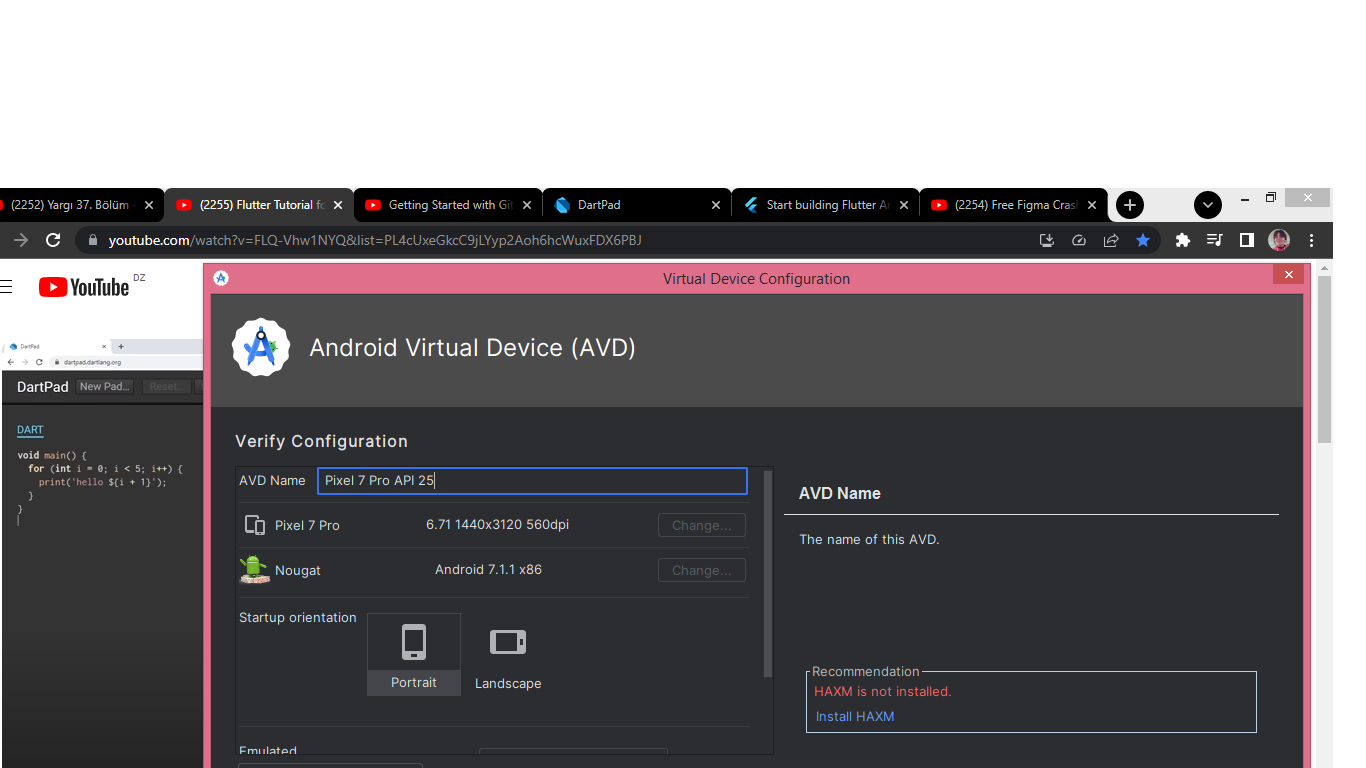 (2252) Yargı 37. Bölüm
(2255) Flutter Tutorial fo
Getting Started with Git
DartPad
Start building Flutter A
(2254) Free Figma Cras
youtube.com/watch?v=FLQ-Vhw1NYQ&list=PL4cUxeGkcC9jLYyp2Aoh6hcWuxFDX6PBJ
YouTube DZ
Virtual Device Configuration
DartPad
dartpad.dartlang.org
DartPad New Pad... Reset...
DART
void main() {
for (int i = 0; i < 5; i++) {
print('hello ${i + 1}');
}
}
Android Virtual Device (AVD)
Verify Configuration
AVD Name Pixel 7 Pro API 25
Pixel 7 Pro 6.71 1440x3120 560dpi Change...
Nougat Android 7.1.1 x86 Change...
Startup orientation
Portrait
Landscape
Emulated
AVD Name
The name of this AVD.
Recommendation
HAXM is not installed.
Install HAXM